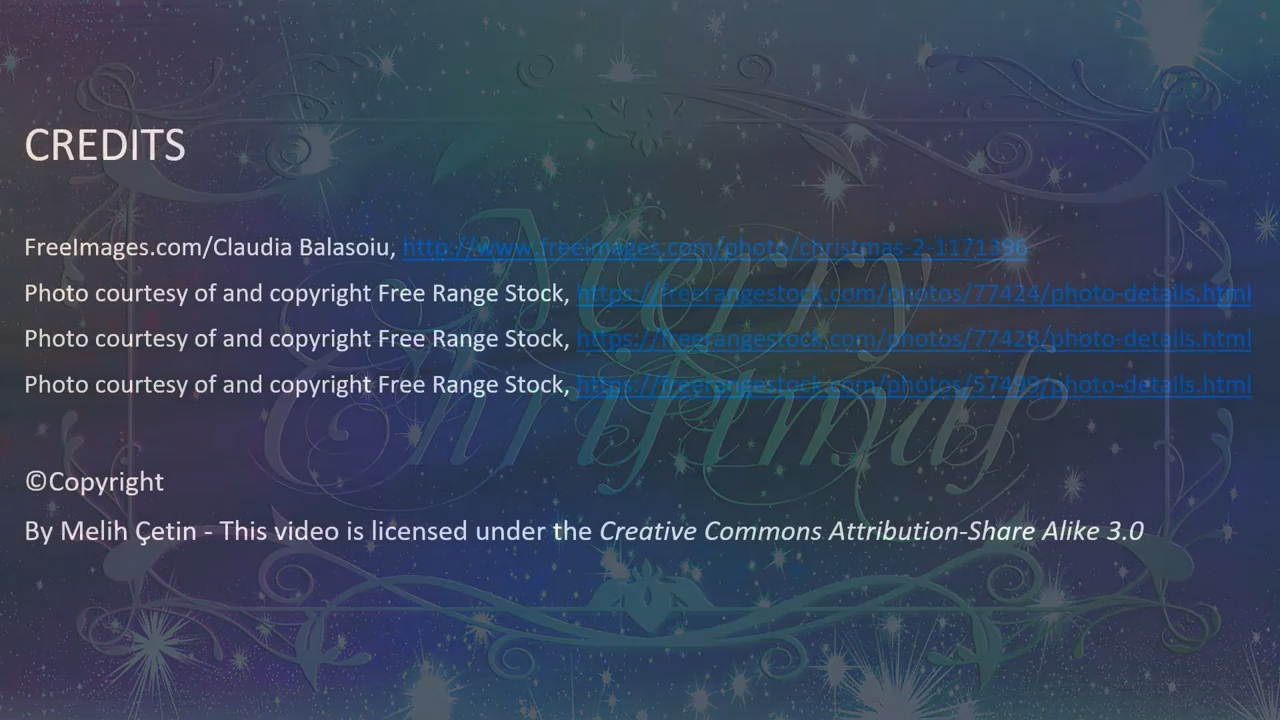 CREDITS
FreeImages.com/Claudia Balasoiu, http://www.freeimages.com/photo/christmas-2-1171396
Photo courtesy of and copyright Free Range Stock, https://freerangestock.com/photos/77424/photo-details.html
Photo courtesy of and copyright Free Range Stock, https://freerangestock.com/photos/77428/photo-details.html
Photo courtesy of and copyright Free Range Stock, https://freerangestock.com/photos/57499/photo-details.html
Merry
Christmas
©Copyright
By Melih Çetin - This video is licensed under the Creative Commons Attribution-Share Alike 3.0